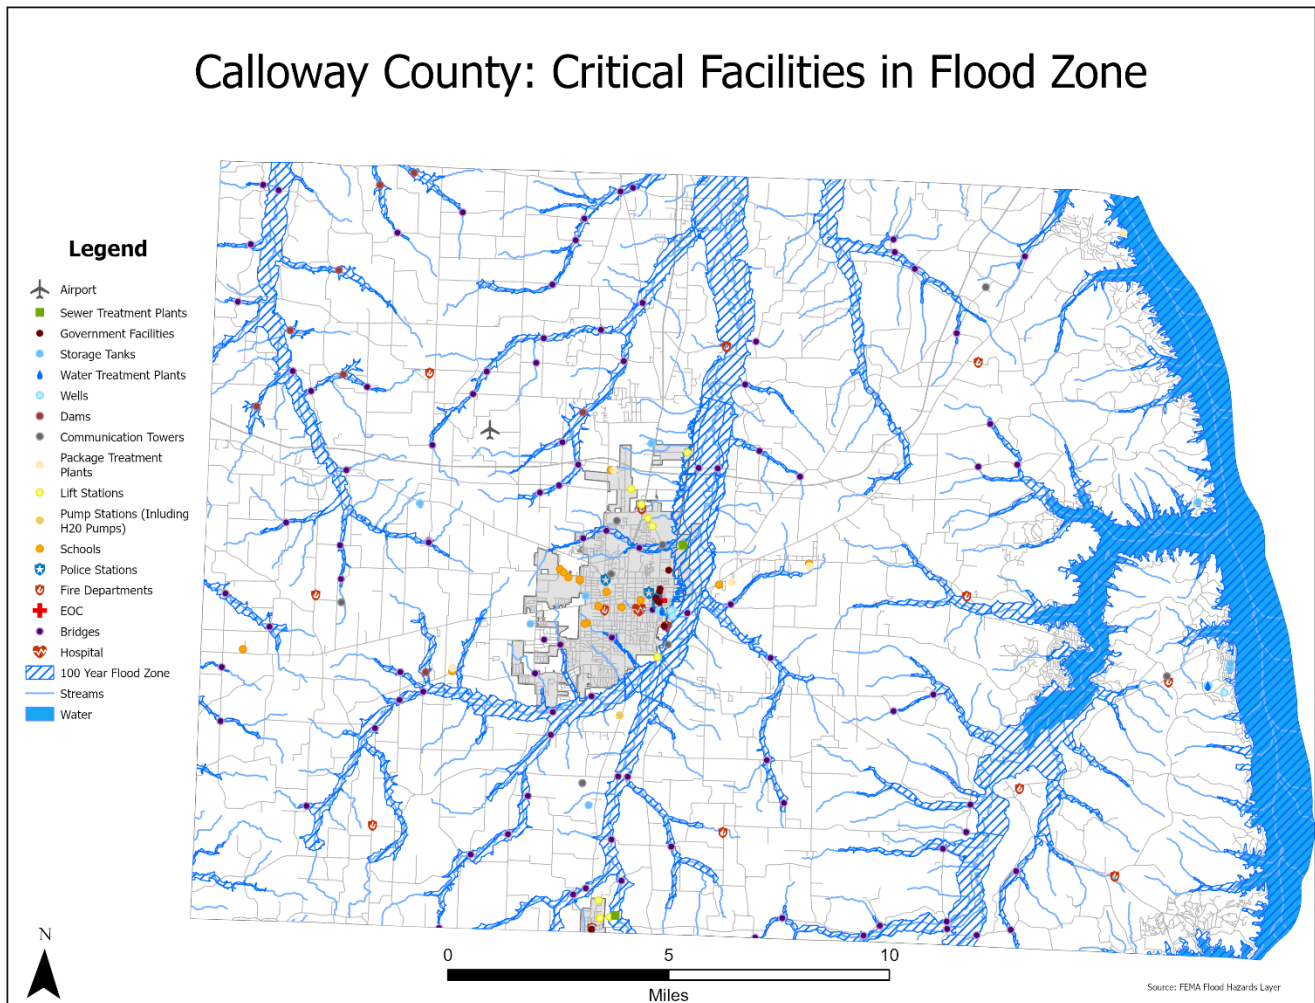 Calloway County: Critical Facilities in Flood Zone
Legend
Airport
Sewer Treatment Plants
Government Facilities
Storage Tanks
Water Treatment Plants
Wells
Dams
Communication Towers
Package Treatment
Plants
Lift Stations
Pump Stations (Inluding
H20 Pumps)
Schools
Police Stations
Fire Departments
EOC
Bridges
Hospital
100 Year Flood Zone
Streams
Water
N
0 5 10
Miles
Source: FEMA Flood Hazards Layer